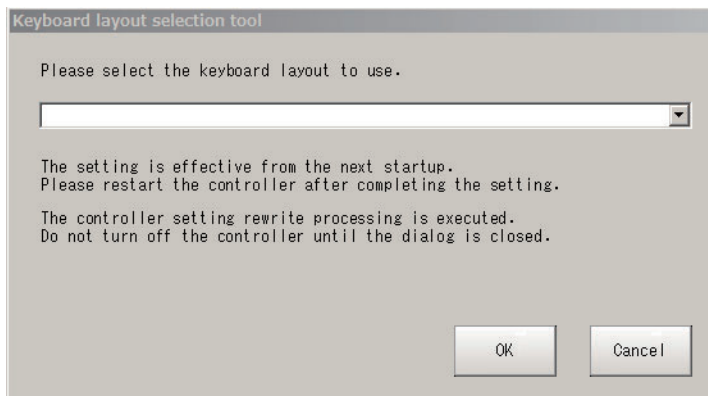 Keyboard layout selection tool
Please select the keyboard layout to use.
The setting is effective from the next startup.
Please restart the controller after completing the setting.
The controller setting rewrite processing is executed.
Do not turn off the controller until the dialog is closed.
OK
Cancel